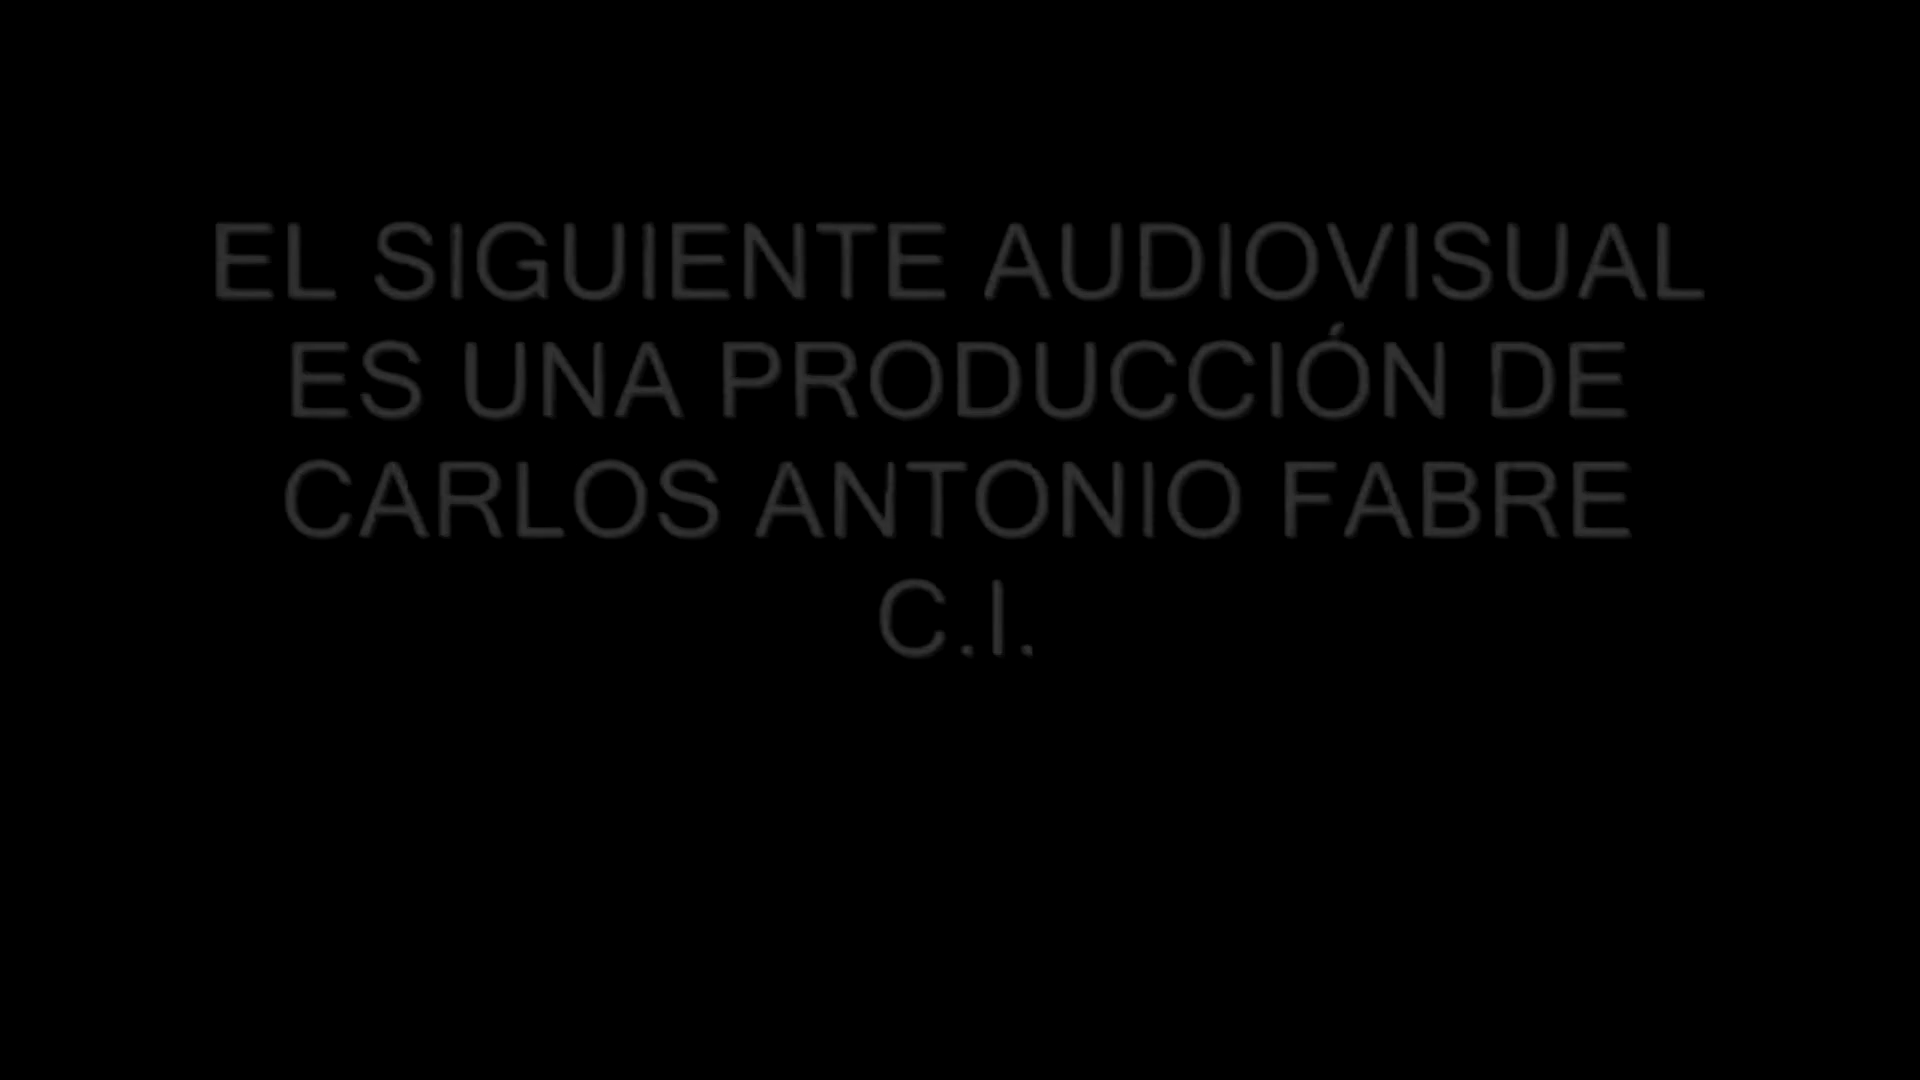 EL SIGUIENTE AUDIOVISUAL
ES UNA PRODUCCIÓN DE
CARLOS ANTONIO FABRE
C.I.